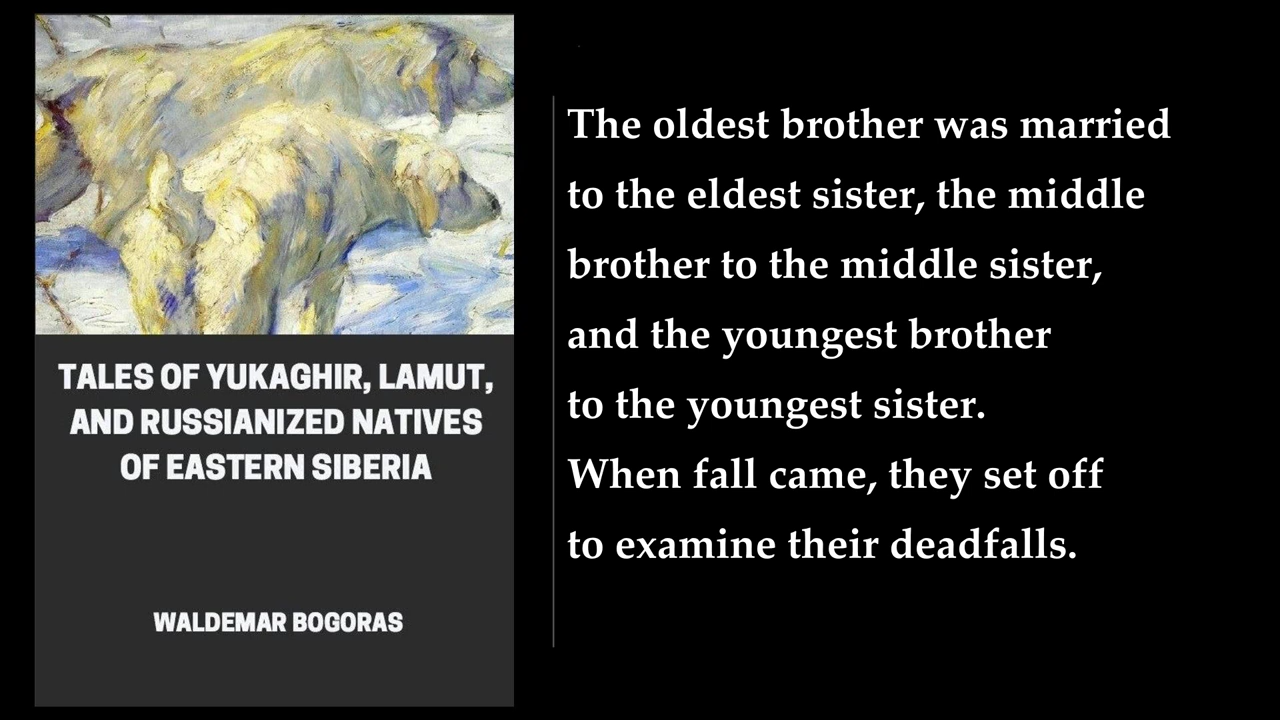 TALES OF YUKAGHIR, LAMUT,
AND RUSSIANIZED NATIVES
OF EASTERN SIBERIA
WALDEMAR BOGORAS
The oldest brother was married
to the eldest sister, the middle
brother to the middle sister,
and the youngest brother
to the youngest sister.
When fall came, they set off
to examine their deadfalls.